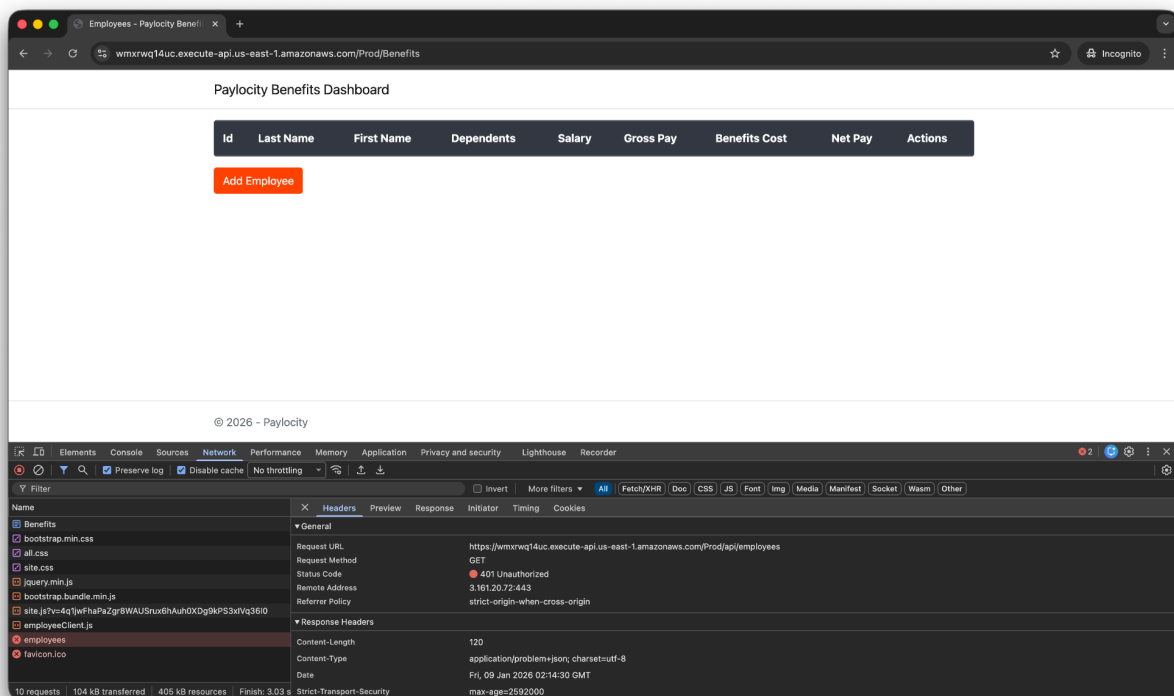 Employees - Paylocity Benefi
wmxrwq14uc.execute-api.us-east-1.amazonaws.com/Prod/Benefits
Incognito
Paylocity Benefits Dashboard
Id Last Name First Name Dependents Salary Gross Pay Benefits Cost Net Pay Actions
Add Employee
© 2026 - Paylocity
Elements Console Sources Network Performance Memory Application Privacy and security Lighthouse Recorder 2
Preserve log Disable cache No throttling
Filter Invert More filters All Fetch/XHR Doc CSS JS Font Img Media Manifest Socket Wasm Other
Name
Benefits
bootstrap.min.css
all.css
site.css
jquery.min.js
bootstrap.bundle.min.js
site.js?v=4q1jwFhaPaZgr8WAUSrux6hAuh0XDg9kPS3xIVq36I0
employeeClient.js
employees
favicon.ico
10 requests 104 kB transferred 405 kB resources Finish: 3.03 s
Headers Preview Response Initiator Timing Cookies
General
Request URL https://wmxrwq14uc.execute-api.us-east-1.amazonaws.com/Prod/api/employees
Request Method GET
Status Code 401 Unauthorized
Remote Address 3.161.20.72:443
Referrer Policy strict-origin-when-cross-origin
Response Headers
Content-Length 120
Content-Type application/problem+json; charset=utf-8
Date Fri, 09 Jan 2026 02:14:30 GMT
Strict-Transport-Security max-age=2592000